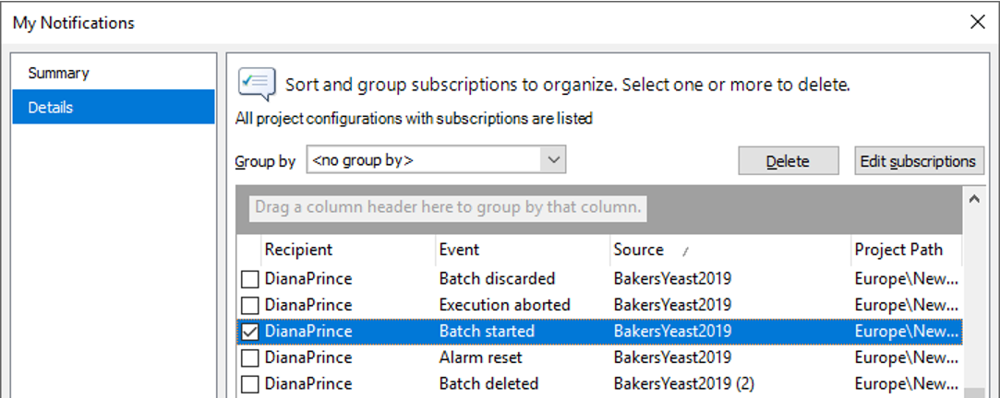 My Notifications
Summary
Details
Sort and group subscriptions to organize. Select one or more to delete.
All project configurations with subscriptions are listed
Group by <no group by> Delete Edit subscriptions
Drag a column header here to group by that column.
Recipient Event Source Project Path
DianaPrince Batch discarded BakersYeast2019 Europe\New...
DianaPrince Execution aborted BakersYeast2019 Europe\New...
DianaPrince Batch started BakersYeast2019 Europe\New...
DianaPrince Alarm reset BakersYeast2019 Europe\New...
DianaPrince Batch deleted BakersYeast2019 (2) Europe\New...